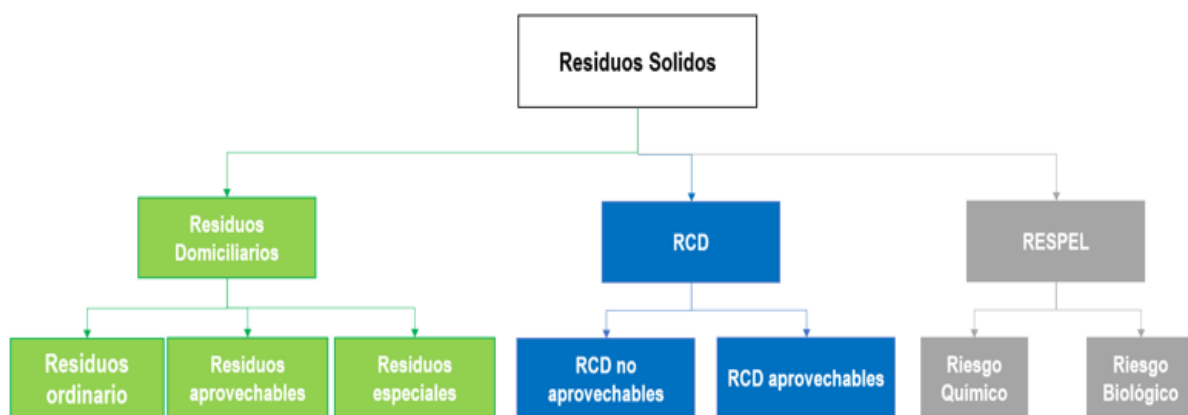 Residuos Solidos
Residuos
Domiciliarios
RCD
RESPEL
Residuos
ordinario
Residuos
aprovechables
Residuos
especiales
RCD no
aprovechables
RCD aprovechables
Riesgo
Químico
Riesgo
Biológico